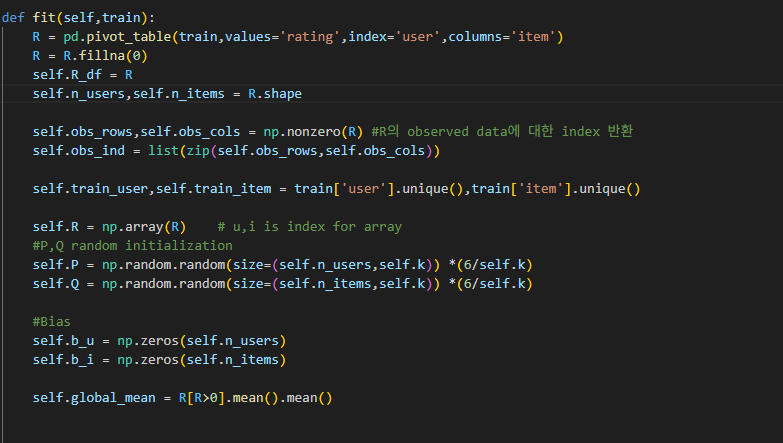 def fit(self,train):
    R = pd.pivot_table(train,values='rating',index='user',columns='item')
    R = R.fillna(0)
    self.R_df = R
    self.n_users,self.n_items = R.shape

    self.obs_rows,self.obs_cols = np.nonzero(R) #R의 observed data에 대한 index 반환
    self.obs_ind = list(zip(self.obs_rows,self.obs_cols))

    self.train_user,self.train_item = train['user'].unique(),train['item'].unique()

    self.R = np.array(R)    # u,i is index for array
    #P,Q random initialization
    self.P = np.random.random(size=(self.n_users,self.k)) *(6/self.k)
    self.Q = np.random.random(size=(self.n_items,self.k)) *(6/self.k)

    #Bias
    self.b_u = np.zeros(self.n_users)
    self.b_i = np.zeros(self.n_items)

    self.global_mean = R[R>0].mean().mean()